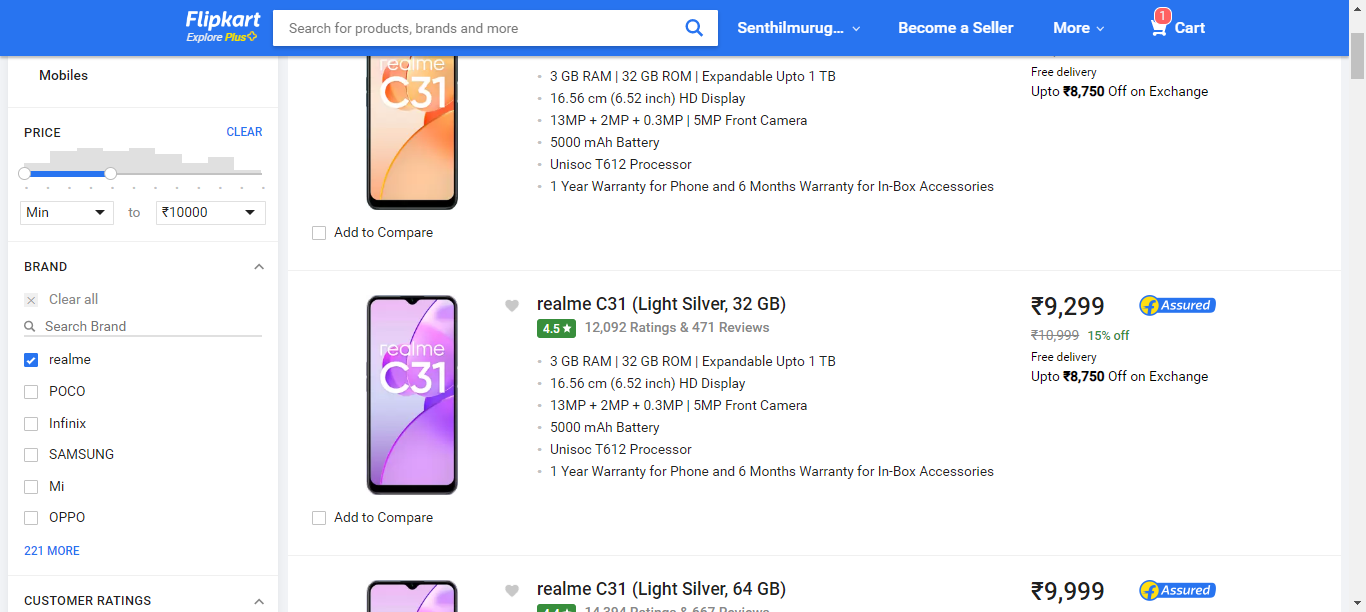 Flipkart
Explore Plus
Search for products, brands and more
Senthilmurug...
Become a Seller
More
1
Cart
Mobiles
PRICE
CLEAR
Min
to
₹10000
BRAND
Clear all
Search Brand
realme
POCO
Infinix
SAMSUNG
Mi
OPPO
221 MORE
CUSTOMER RATINGS
realme
C31
3 GB RAM | 32 GB ROM | Expandable Upto 1 TB
16.56 cm (6.52 inch) HD Display
13MP + 2MP + 0.3MP | 5MP Front Camera
5000 mAh Battery
Unisoc T612 Processor
1 Year Warranty for Phone and 6 Months Warranty for In-Box Accessories
Free delivery
Upto ₹8,750 Off on Exchange
Add to Compare
realme
C31
realme C31 (Light Silver, 32 GB)
4.5★ 12,092 Ratings & 471 Reviews
3 GB RAM | 32 GB ROM | Expandable Upto 1 TB
16.56 cm (6.52 inch) HD Display
13MP + 2MP + 0.3MP | 5MP Front Camera
5000 mAh Battery
Unisoc T612 Processor
1 Year Warranty for Phone and 6 Months Warranty for In-Box Accessories
₹9,299
f Assured
₹10,999 15% off
Free delivery
Upto ₹8,750 Off on Exchange
Add to Compare
realme C31 (Light Silver, 64 GB)
4.4★ 14,394 Ratings & 667 Reviews
₹9,999
f Assured